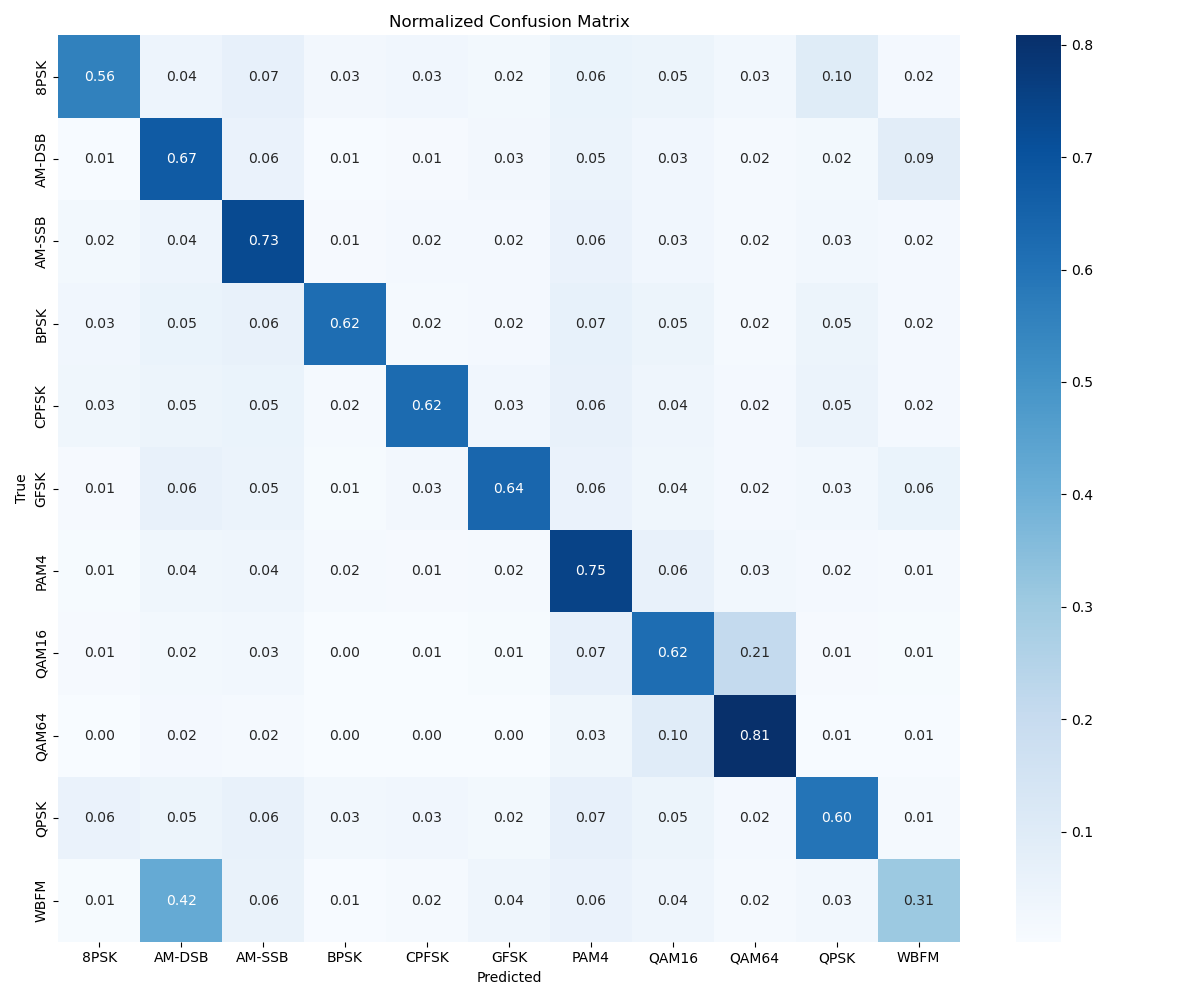 Normalized Confusion Matrix
8PSK 0.56 0.04 0.07 0.03 0.03 0.02 0.06 0.05 0.03 0.10 0.02
AM-DSB 0.01 0.67 0.06 0.01 0.01 0.03 0.05 0.03 0.02 0.02 0.09
AM-SSB 0.02 0.04 0.73 0.01 0.02 0.02 0.06 0.03 0.02 0.03 0.02
BPSK 0.03 0.05 0.06 0.62 0.02 0.02 0.07 0.05 0.02 0.05 0.02
CPFSK 0.03 0.05 0.05 0.02 0.62 0.03 0.06 0.04 0.02 0.05 0.02
GFSK 0.01 0.06 0.05 0.01 0.03 0.64 0.06 0.04 0.02 0.03 0.06
PAM4 0.01 0.04 0.04 0.02 0.01 0.02 0.75 0.06 0.03 0.02 0.01
QAM16 0.01 0.02 0.03 0.00 0.01 0.01 0.07 0.62 0.21 0.01 0.01
QAM64 0.00 0.02 0.02 0.00 0.00 0.00 0.03 0.10 0.81 0.01 0.01
QPSK 0.06 0.05 0.06 0.03 0.03 0.02 0.07 0.05 0.02 0.60 0.01
WBFM 0.01 0.42 0.06 0.01 0.02 0.04 0.06 0.04 0.02 0.03 0.31
8PSK AM-DSB AM-SSB BPSK CPFSK GFSK PAM4 QAM16 QAM64 QPSK WBFM
Predicted
True
0.8
0.7
0.6
0.5
0.4
0.3
0.2
0.1